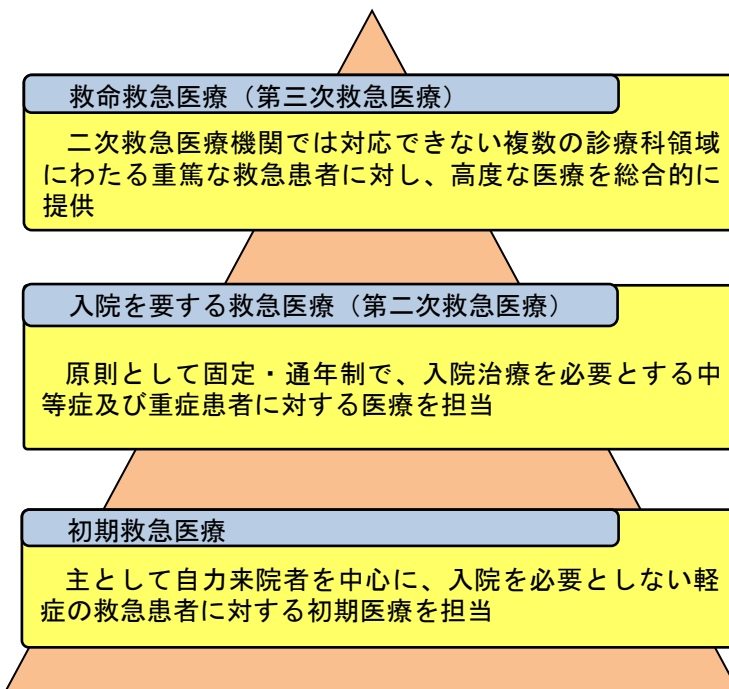 救命救急医療（第三次救急医療）
二次救急医療機関では対応できない複数の診療科領域
にわたる重篤な救急患者に対し、高度な医療を総合的に
提供
入院を要する救急医療（第二次救急医療）
原則として固定・通年制で、入院治療を必要とする中
等症及び重症患者に対する医療を担当
初期救急医療
主として自力来院者を中心に、入院を必要としない軽
症の救急患者に対する初期医療を担当